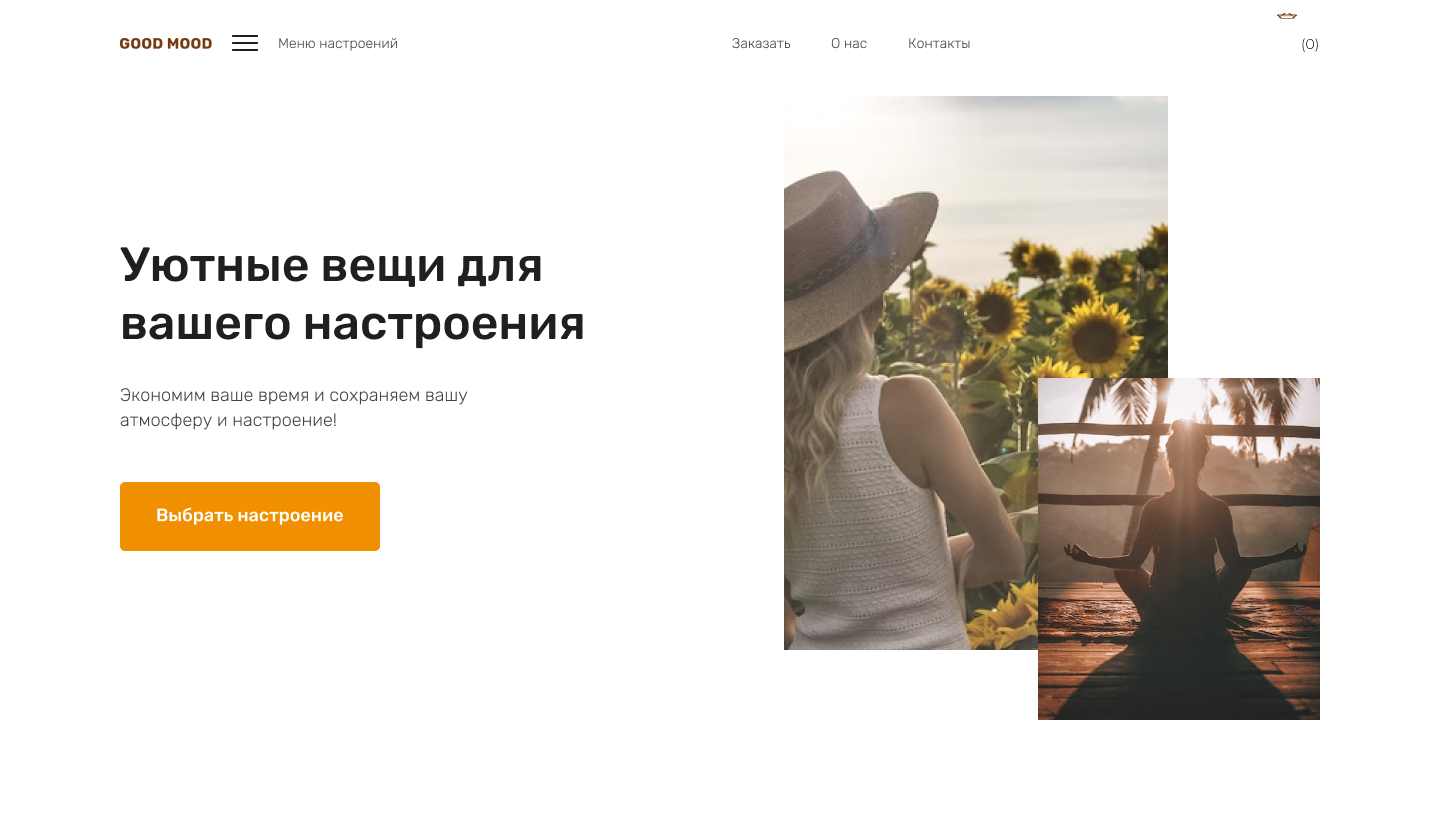 GOOD MOOD
Меню настроений
Заказать
О нас
Контакты
(0)
Уютные вещи для
вашего настроения
Экономим ваше время и сохраняем вашу
атмосферу и настроение!
Выбрать настроение